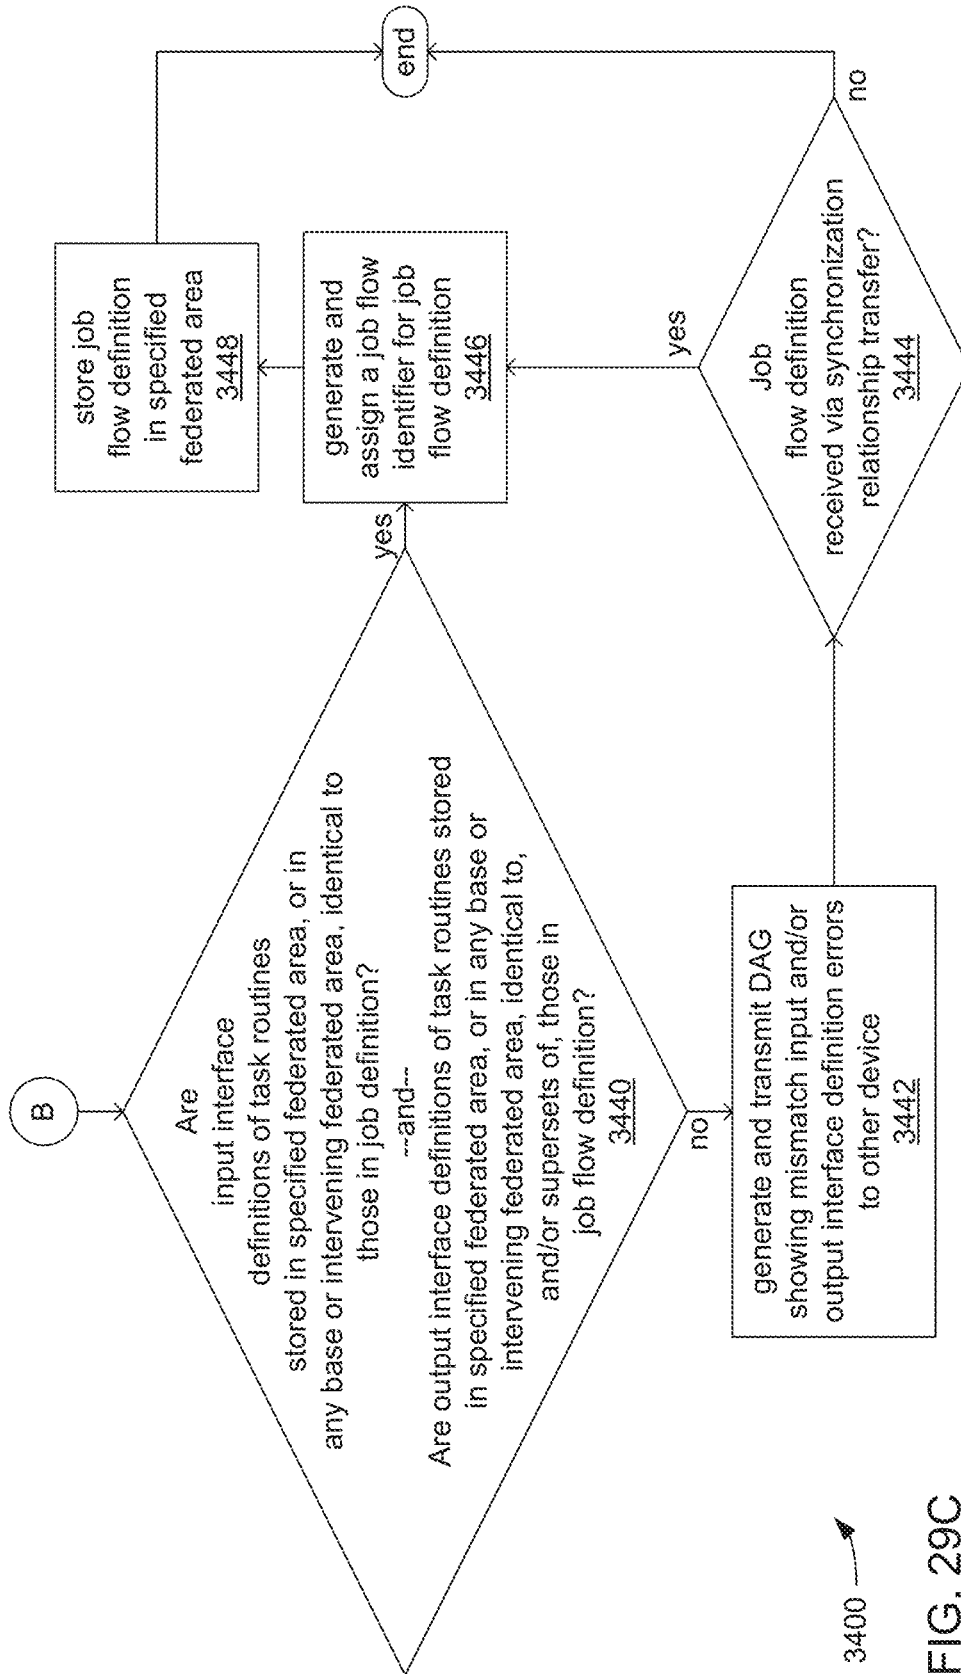 B
Are
input interface
definitions of task routines
stored in specified federated area, or in
any base or intervening federated area, identical to
those in job definition?
--and--
Are output interface definitions of task routines stored
in specified federated area, or in any base or
intervening federated area, identical to,
and/or supersets of, those in
job flow definition?
3440
yes
no
generate and transmit DAG
showing mismatch input and/or
output interface definition errors
to other device
3442
Job
flow definition
received via synchronization
relationship transfer?
3444
yes
no
generate and
assign a job flow
identifier for job
flow definition
3446
store job
flow definition
in specified
federated area
3448
end
3400
FIG. 29C